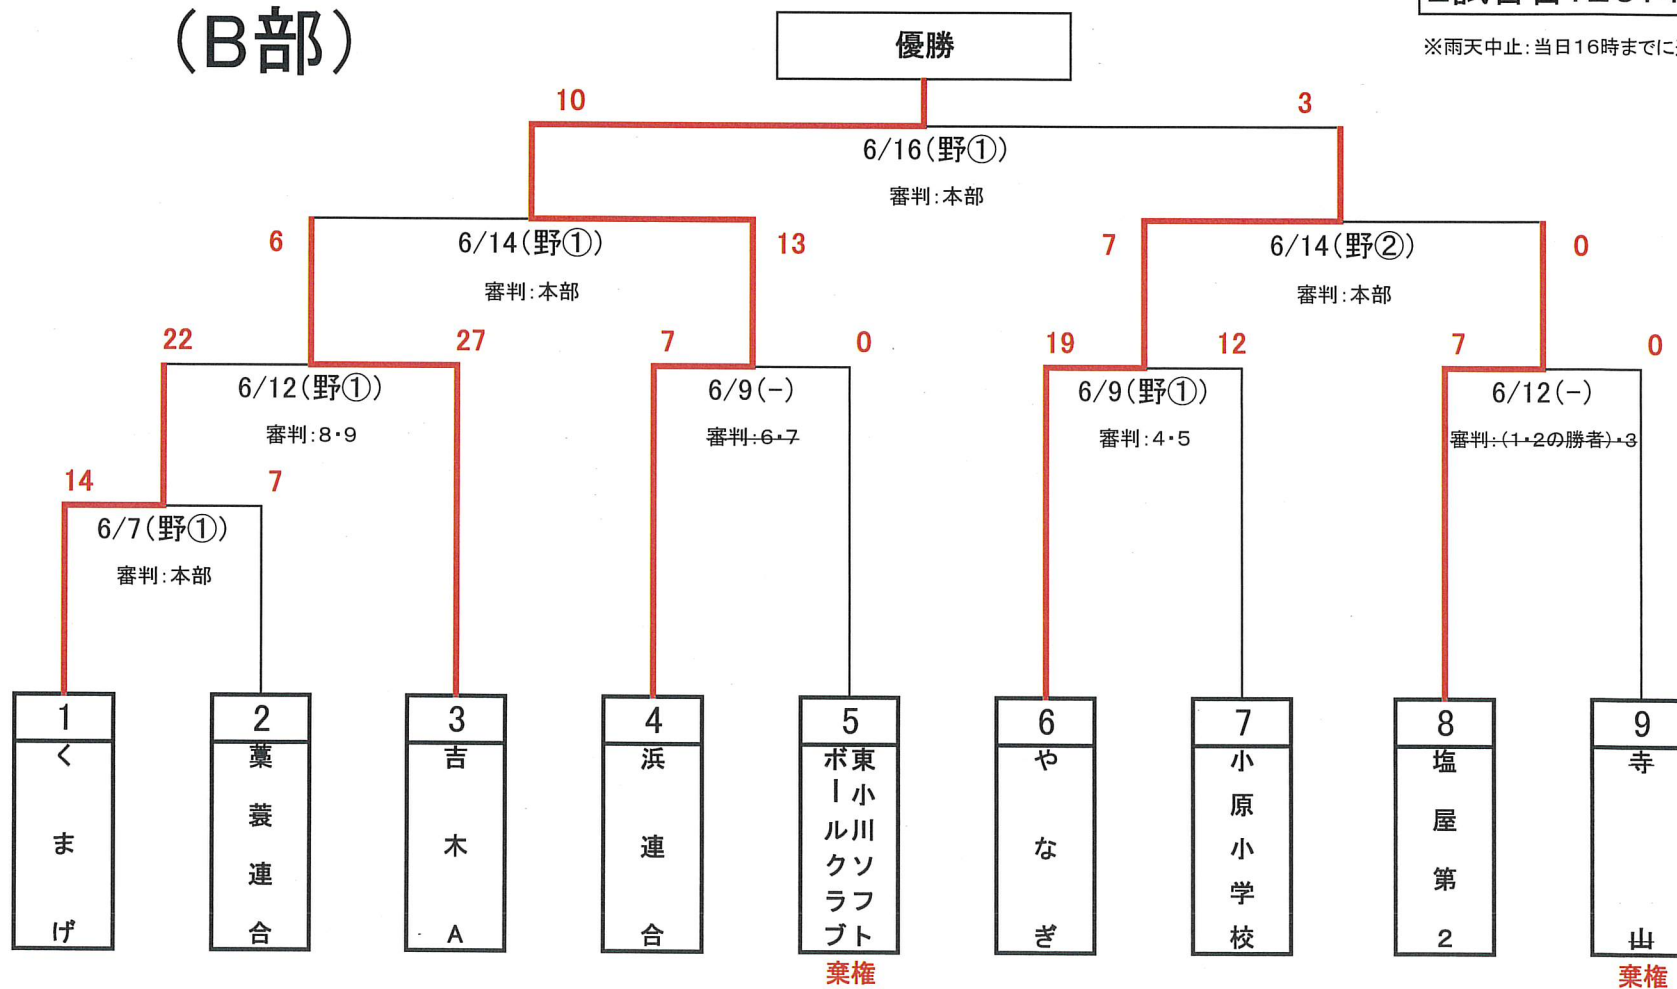 (B部)
優勝
※雨天中止:当日16時までに
10
3
6/16(野①)
審判:本部
6
6/14(野①)
13
7
6/14(野②)
0
審判:本部
審判:本部
22
27
7
0
19
12
7
0
6/12(野①)
6/9(-)
6/9(野①)
6/12(-)
審判:8・9
審判:6・7
審判:4・5
審判:(1・2の勝者)・3
14
7
6/7(野①)
審判:本部
1
くまげ
2
藁蓑連合
3
吉木A
4
浜連合
5
東小川ソフト
ボールクラブ
棄権
6
やなぎ
7
小原小学校
8
塩屋第2
9
寺山
棄権